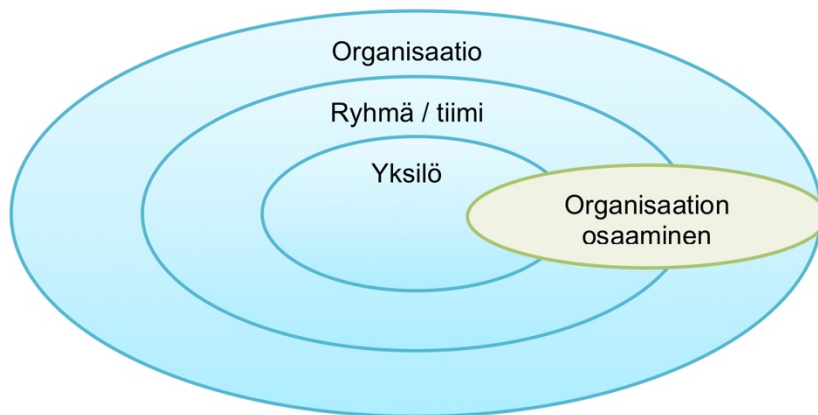 Organisaatio
Ryhmä / tiimi
Yksilö
Organisaation
osaaminen